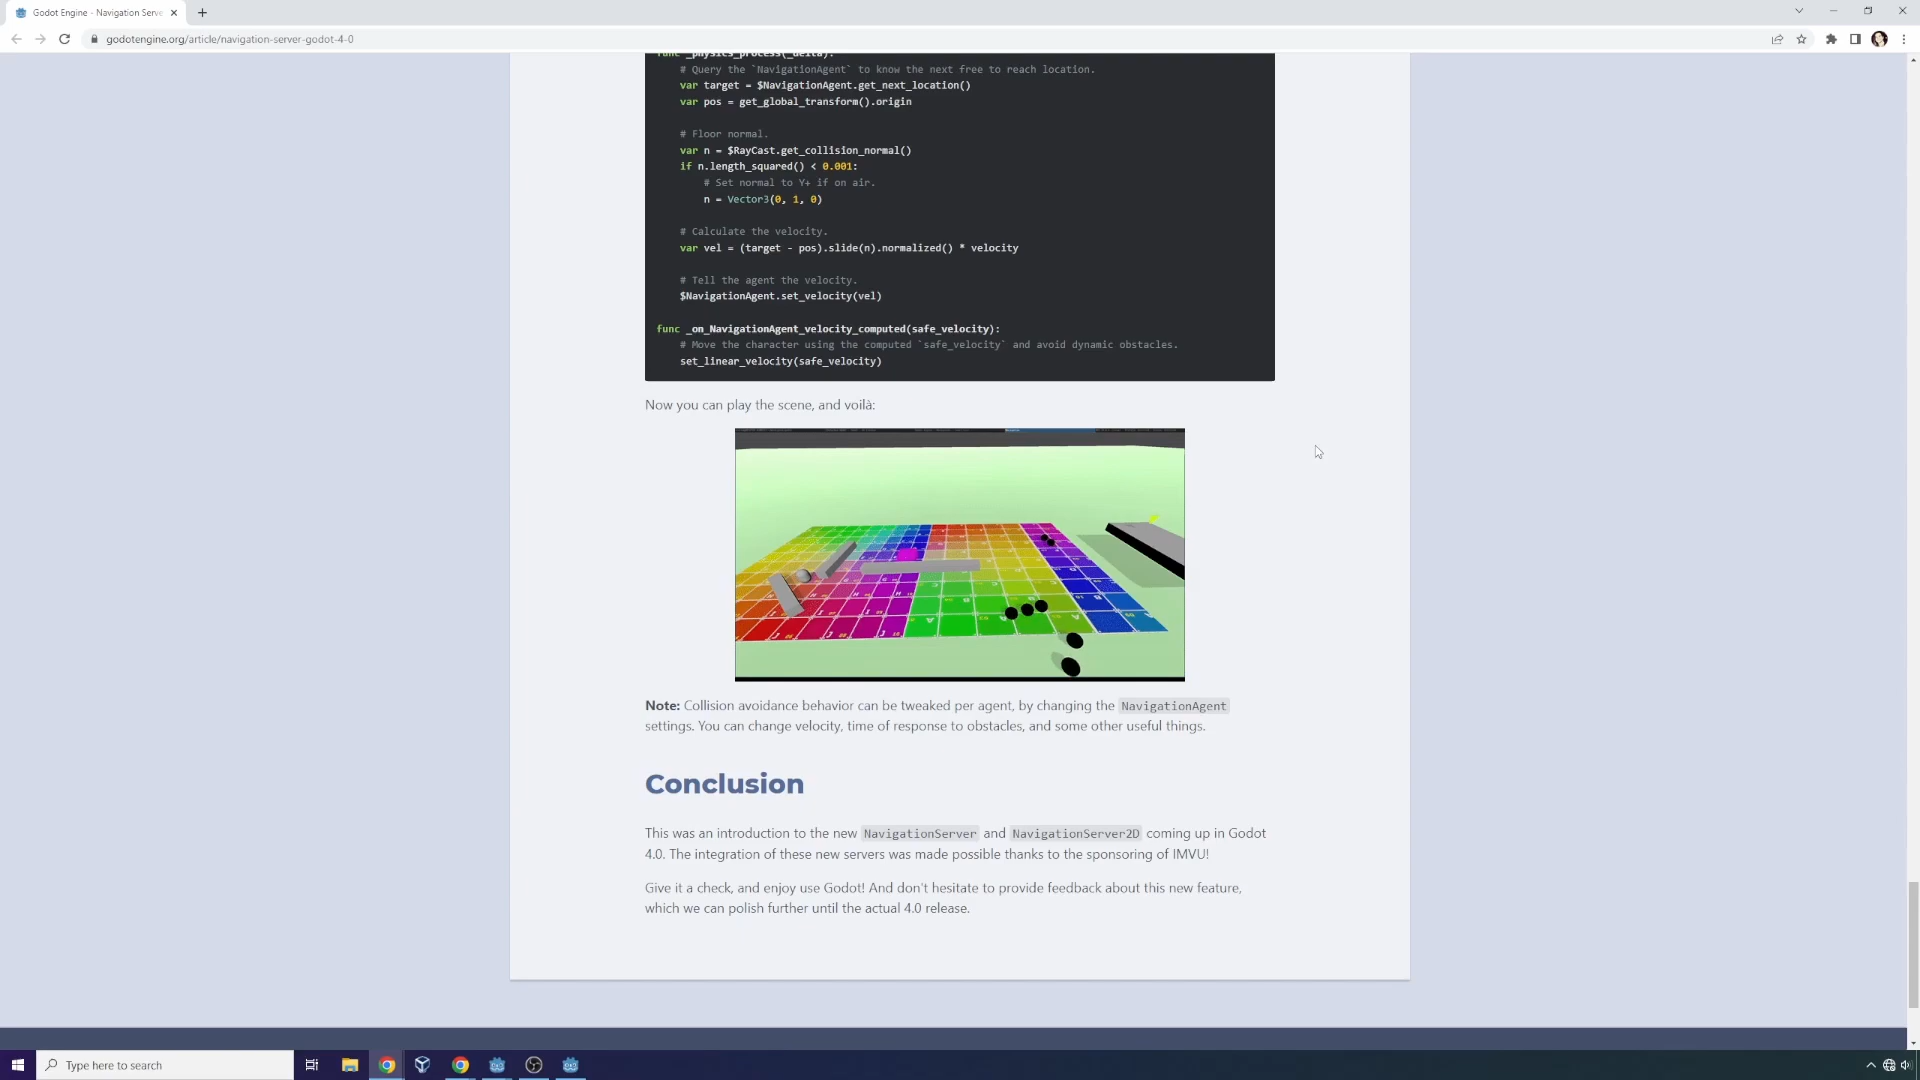 Godot Engine - Navigation Serve
godotengine.org/article/navigation-server-godot-4-0
func _physics_process(_delta):
# Query the `NavigationAgent` to know the next free to reach location.
var target = $NavigationAgent.get_next_location()
var pos = get_global_transform().origin
# Floor normal.
var n = $RayCast.get_collision_normal()
if n.length_squared() < 0.001:
# Set normal to Y+ if on air.
n = Vector3(0, 1, 0)
# Calculate the velocity.
var vel = (target - pos).slide(n).normalized() * velocity
# Tell the agent the velocity.
$NavigationAgent.set_velocity(vel)
func _on_NavigationAgent_velocity_computed(safe_velocity):
# Move the character using the computed `safe_velocity` and avoid dynamic obstacles.
set_linear_velocity(safe_velocity)
Now you can play the scene, and voilà:
Note: Collision avoidance behavior can be tweaked per agent, by changing the NavigationAgent
settings. You can change velocity, time of response to obstacles, and some other useful things.
Conclusion
This was an introduction to the new NavigationServer and NavigationServer2D coming up in Godot
4.0. The integration of these new servers was made possible thanks to the sponsoring of IMVU!
Give it a check, and enjoy use Godot! And don't hesitate to provide feedback about this new feature,
which we can polish further until the actual 4.0 release.
Type here to search